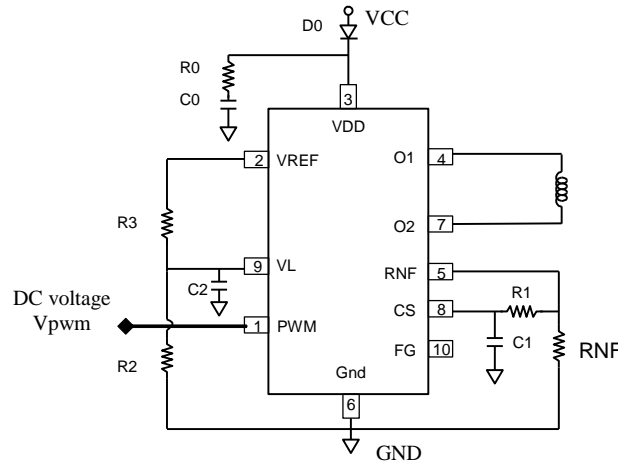 D0 VCC
R0
C0
3
VDD
2 VREF O1 4
R3
O2 7
9 VL RNF 5
C2
DC voltage
Vpwm
1 PWM CS 8 R1
C1
R2 FG 10 RNF
Gnd
6
GND